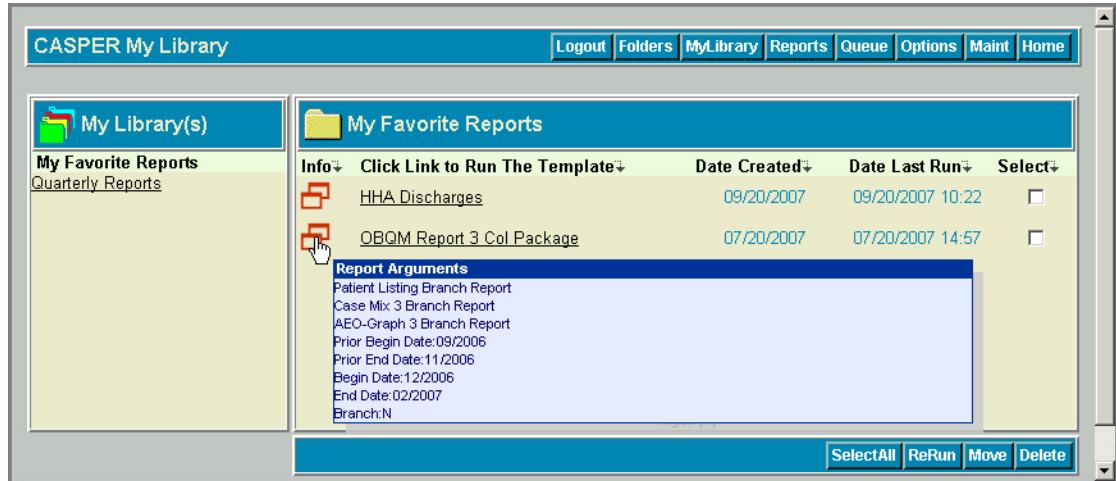 CASPER My Library
Logout Folders MyLibrary Reports Queue Options Maint Home
My Library(s)
My Favorite Reports
Quarterly Reports
My Favorite Reports
Info Click Link to Run The Template Date Created Date Last Run Select
HHA Discharges 09/20/2007 09/20/2007 10:22
OBQM Report 3 Col Package 07/20/2007 07/20/2007 14:57
Report Arguments
Patient Listing Branch Report
Case Mix 3 Branch Report
AEO-Graph 3 Branch Report
Prior Begin Date:09/2006
Prior End Date:11/2006
Begin Date:12/2006
End Date:02/2007
Branch:N
SelectAll ReRun Move Delete